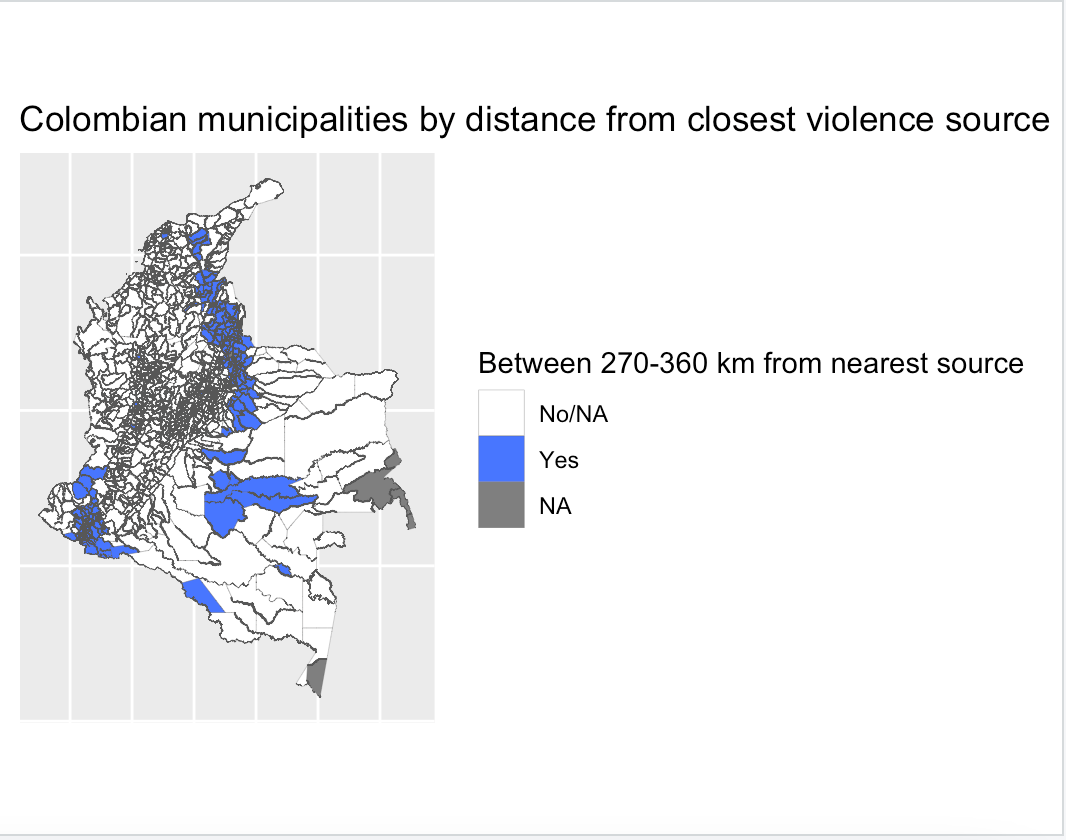 Colombian municipalities by distance from closest violence source
Between 270-360 km from nearest source
No/NA
Yes
NA